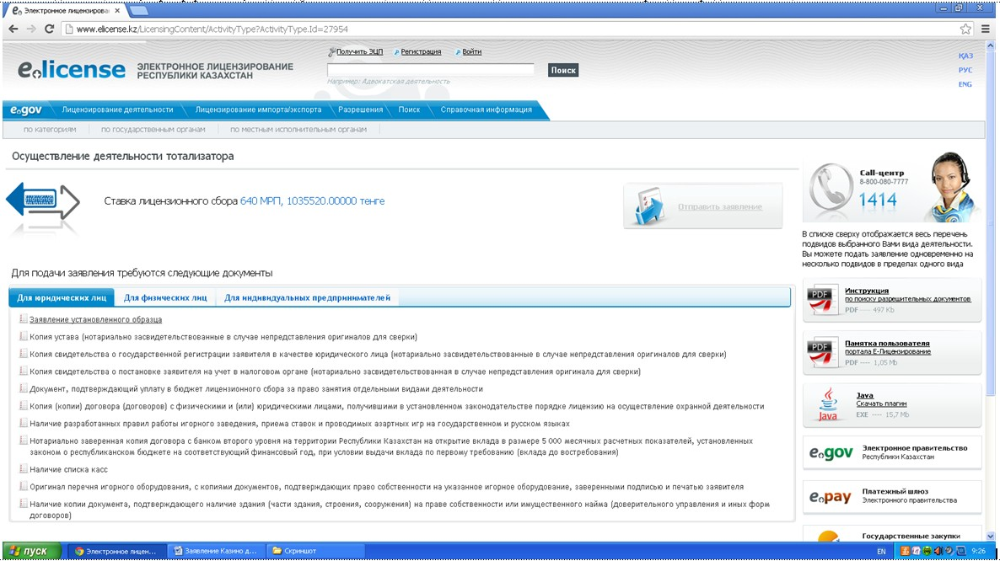 Электронное лицензирова
www.elicense.kz/LicensingContent/ActivityType?ActivityType.Id=27954
Получить ЭЦП Регистрация Войти
e.license
ЭЛЕКТРОННОЕ ЛИЦЕНЗИРОВАНИЕ
РЕСПУБЛИКИ КАЗАХСТАН
Поиск
Например: Адвокатская деятельность
ҚАЗ
РУС
ENG
e.gov Лицензирование деятельности Лицензирование импорта/экспорта Разрешения Поиск Справочная информация
по категориям по государственным органам по местным исполнительным органам
Осуществление деятельности тотализатора
Ставка лицензионного сбора 640 МРП, 1035520.00000 тенге
Отправить заявление
Call-центр
8-800-080-7777
1414
В списке сверху отображается весь перечень
подвидов выбранного Вами вида деятельности.
Вы можете подать заявление одновременно на
несколько подвидов в пределах одного вида
Для подачи заявления требуются следующие документы
Для юридических лиц Для физических лиц Для индивидуальных предпринимателей
Заявление установленного образца
Копия устава (нотариально засвидетельствованные в случае непредставления оригиналов для сверки)
Копия свидетельства о государственной регистрации заявителя в качестве юридического лица (нотариально засвидетельствованные в случае непредставления оригиналов для сверки)
Копия свидетельства о постановке заявителя на учет в налоговом органе (нотариально засвидетельствованная в случае непредставления оригинала для сверки)
Документ, подтверждающий уплату в бюджет лицензионного сбора за право занятия отдельными видами деятельности
Копия (копии) договора (договоров) с физическими и (или) юридическими лицами, получившими в установленном законодательстве порядке лицензию на осуществление охранной деятельности
Наличие разработанных правил работы игорного заведения, приема ставок и проводимых азартных игр на государственном и русском языках
Нотариально заверенная копия договора с банком второго уровня на территории Республики Казахстан на открытие вклада в размере 5 000 месячных расчетных показателей, установленных
законом о республиканском бюджете на соответствующий финансовый год, при условии выдачи вклада по первому требованию (вклада до востребования)
Наличие списка касс
Оригинал перечня игорного оборудования, с копиями документов, подтверждающих право собственности на указанное игорное оборудование, заверенными подписью и печатью заявителя
Наличие копии документа, подтверждающего наличие здания (части здания, строения, сооружения) на праве собственности или имущественного найма (доверительного управления и иных форм
договоров)
PDF
Инструкция
по поиску разрешительных документов
PDF ---- 497 Kb
PDF
Памятка пользователя
портала Е-Лицензирование
PDF ---- 1,05 Mb
Java
Java
Скачать плагин
EXE ---- 15,7 Mb
e.gov
Электронное правительство
Республики Казахстан
e.pay
Платежный шлюз
Электронного правительства
Государственные закупки
пуск Электронное лицен... Заявление Казино д... Скриншот EN 9:26